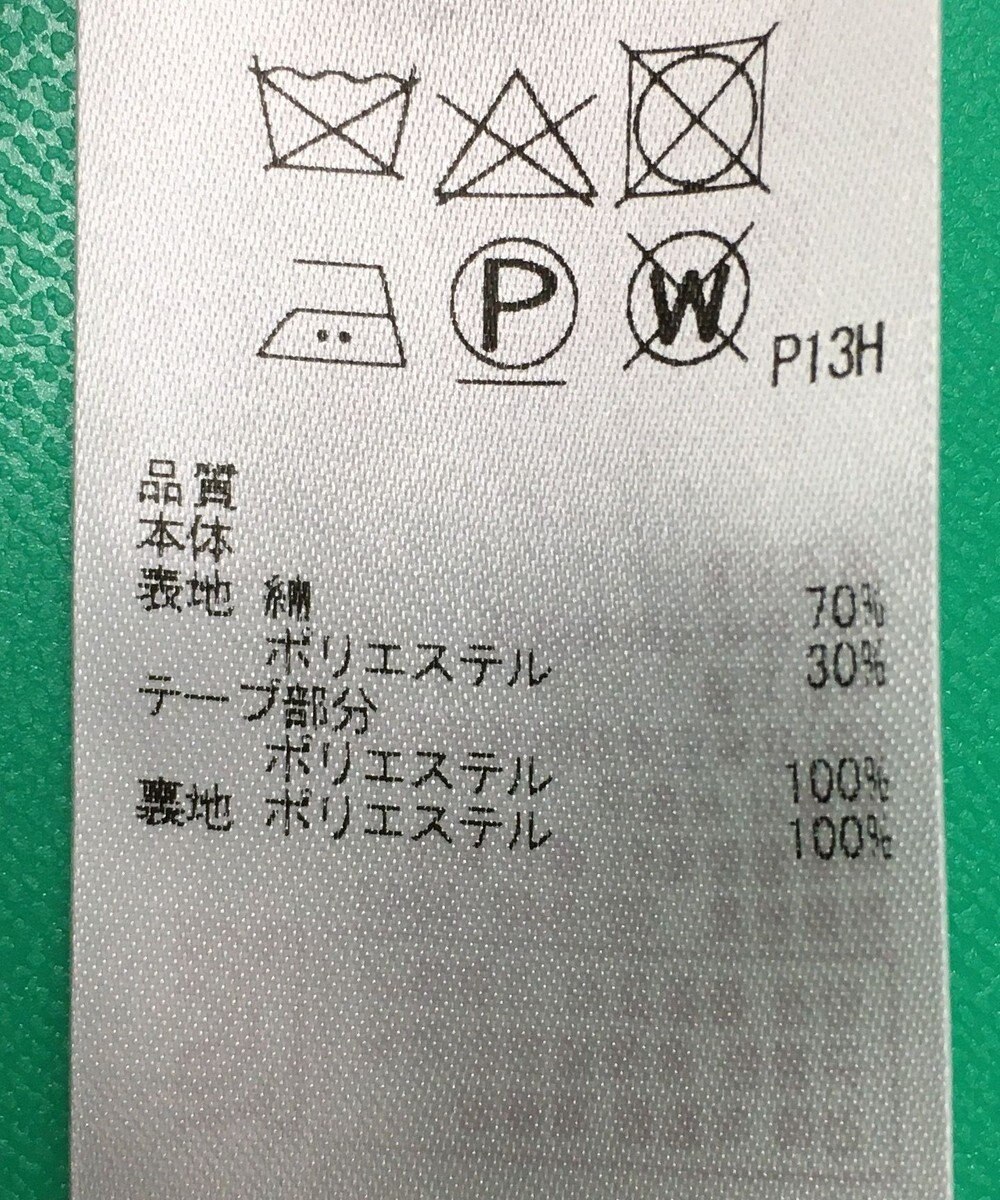 P W P13H
品質
本体
表地 綿 70%
ポリエステル 30%
テープ部分
ポリエステル 100%
裏地 ポリエステル 100%